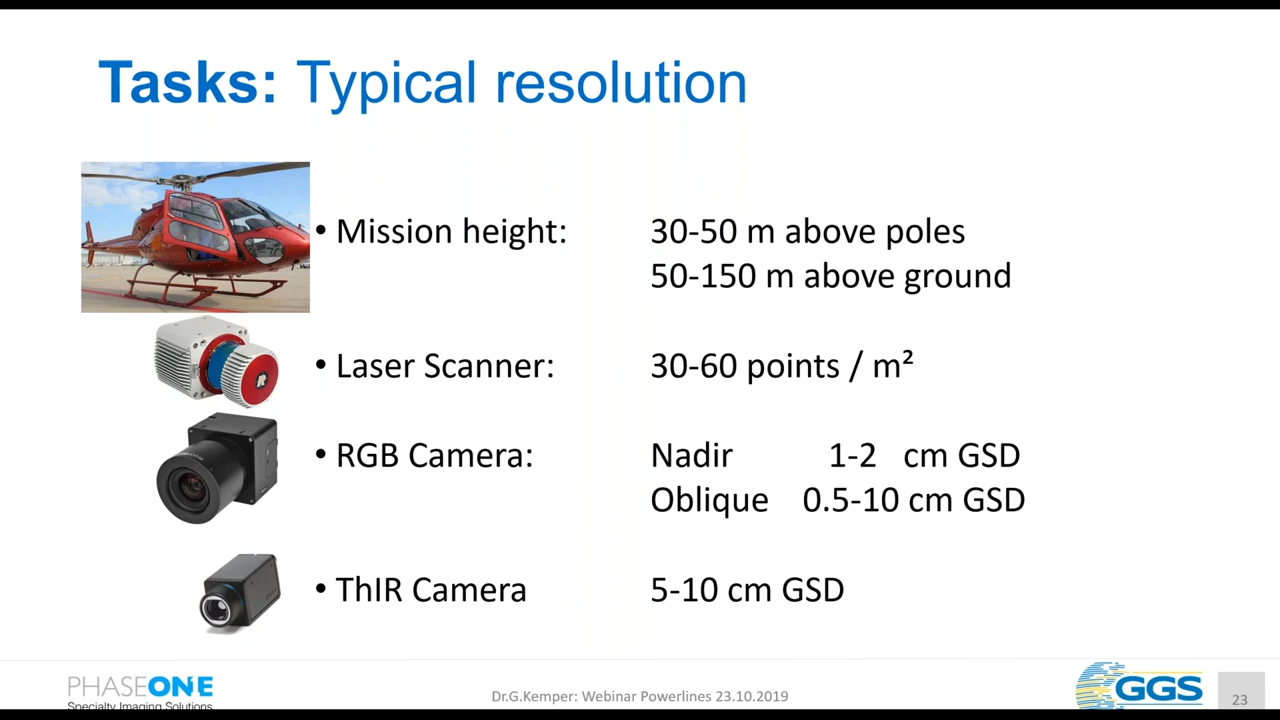 Tasks: Typical resolution
• Mission height: 30-50 m above poles
50-150 m above ground
• Laser Scanner: 30-60 points / m²
• RGB Camera: Nadir 1-2 cm GSD
Oblique 0.5-10 cm GSD
• ThIR Camera 5-10 cm GSD
PHASEONE
Specialty Imaging Solutions
Dr.G.Kemper: Webinar Powerlines 23.10.2019
GGS
23